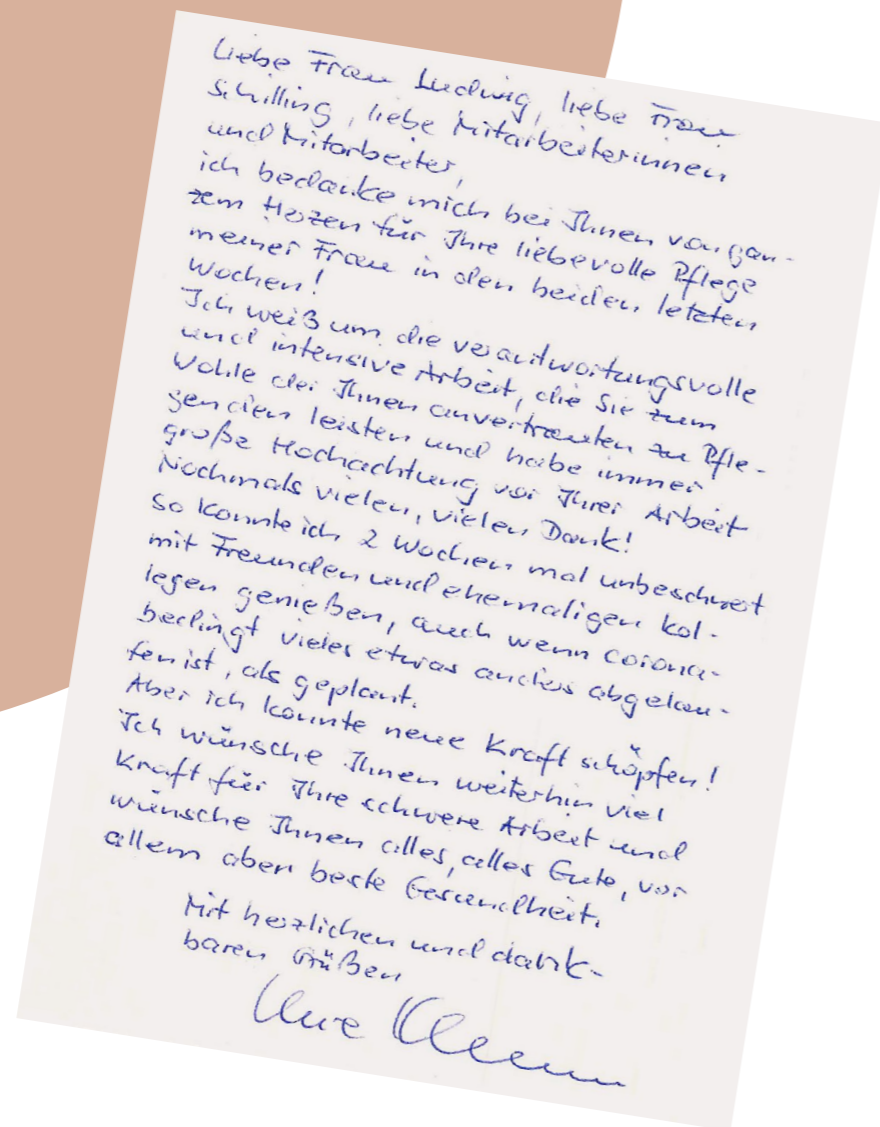 Liebe Frau Ludwig, liebe Frau
Schilling, liebe Mitarbeiterinnen
und Mitarbeiter,
ich bedanke mich bei Ihnen von gan-
zem Herzen für Ihre liebevolle Pflege
meiner Frau in den beiden letzten
Wochen!
Ich weiß um die verantwortungsvolle
und intensive Arbeit, die Sie zum
Wohle der Ihnen anvertrauten zu Pfle-
genden leisten und habe immer
große Hochachtung vor Ihrer Arbeit
Nochmals vielen, vielen Dank!
So konnte ich 2 Wochen mal unbeschwert
mit Freunden und ehemaligen Kol-
legen genießen, auch wenn corona-
bedingt vieles etwas anders abgelau-
fen ist, als geplant.
Aber ich konnte neue Kraft schöpfen!
Ich wünsche Ihnen weiterhin viel
Kraft für Ihre schwere Arbeit und
wünsche Ihnen alles, alles Gute, vor
allem aber beste Gesundheit.
Mit herzlichen und dank-
baren Grüßen
Uwe